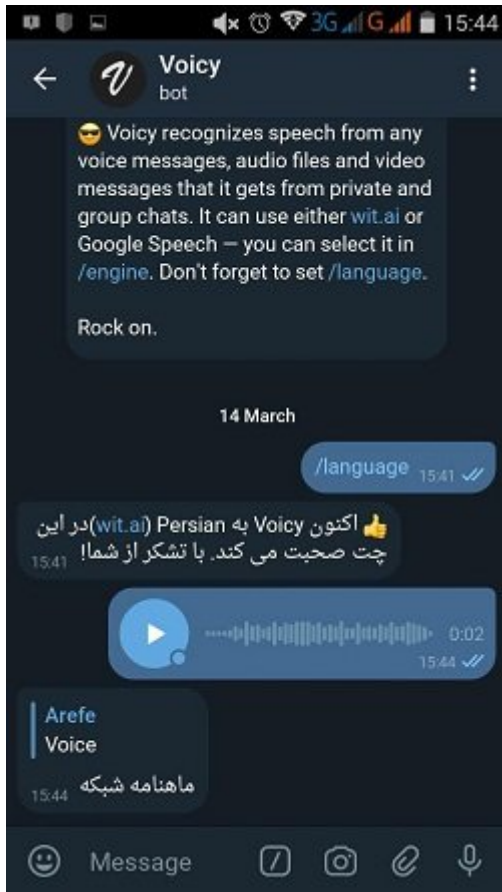 3G G 15:44
Voicy
bot
😎 Voicy recognizes speech from any
voice messages, audio files and video
messages that it gets from private and
group chats. It can use either wit.ai or
Google Speech — you can select it in
/engine. Don't forget to set /language.
Rock on.
14 March
/language 15:41
👍 اکنون Voicy به Persian (wit.ai)در این
چت صحبت می کند. با تشکر از شما! 15:41
0:02
15:44
Arefe
Voice
ماهنامه شبکه 15:44
Message